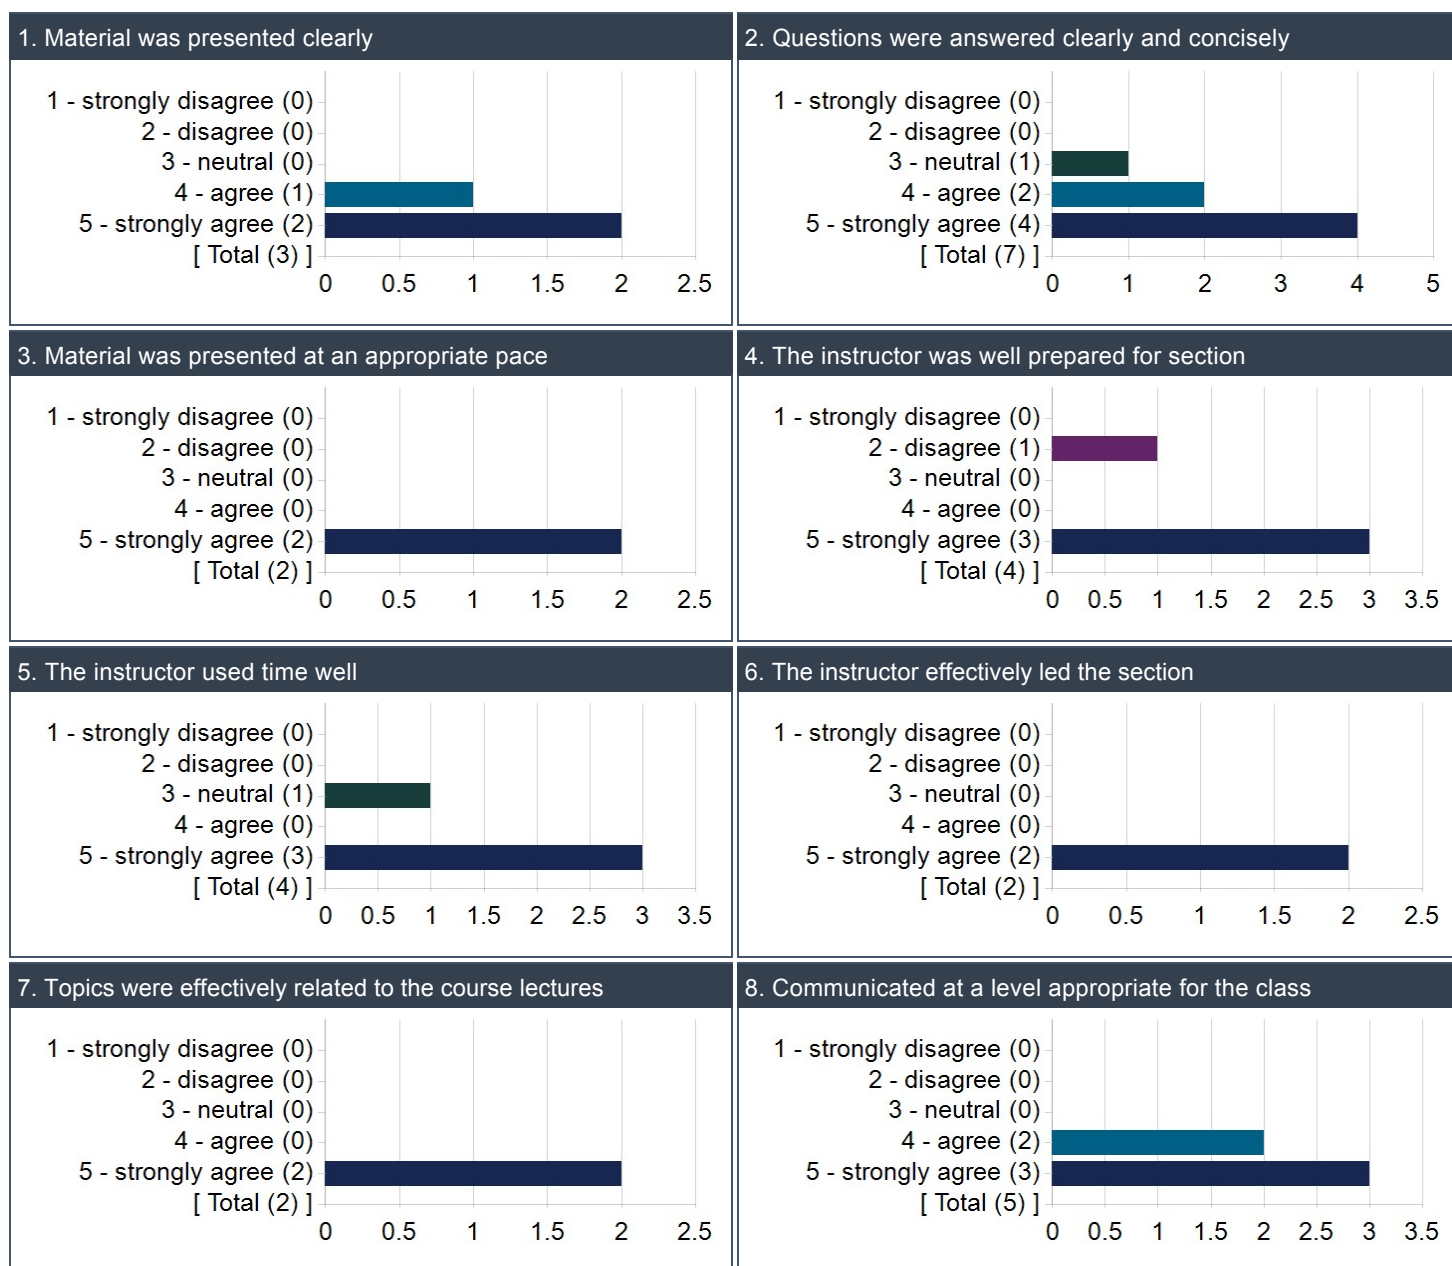 1. Material was presented clearly
1 - strongly disagree (0)
2 - disagree (0)
3 - neutral (0)
4 - agree (1)
5 - strongly agree (2)
[ Total (3) ]
0 0.5 1 1.5 2 2.5
2. Questions were answered clearly and concisely
1 - strongly disagree (0)
2 - disagree (0)
3 - neutral (1)
4 - agree (2)
5 - strongly agree (4)
[ Total (7) ]
0 1 2 3 4 5
3. Material was presented at an appropriate pace
1 - strongly disagree (0)
2 - disagree (0)
3 - neutral (0)
4 - agree (0)
5 - strongly agree (2)
[ Total (2) ]
0 0.5 1 1.5 2 2.5
4. The instructor was well prepared for section
1 - strongly disagree (0)
2 - disagree (1)
3 - neutral (0)
4 - agree (0)
5 - strongly agree (3)
[ Total (4) ]
0 0.5 1 1.5 2 2.5 3 3.5
5. The instructor used time well
1 - strongly disagree (0)
2 - disagree (0)
3 - neutral (1)
4 - agree (0)
5 - strongly agree (3)
[ Total (4) ]
0 0.5 1 1.5 2 2.5 3 3.5
6. The instructor effectively led the section
1 - strongly disagree (0)
2 - disagree (0)
3 - neutral (0)
4 - agree (0)
5 - strongly agree (2)
[ Total (2) ]
0 0.5 1 1.5 2 2.5
7. Topics were effectively related to the course lectures
1 - strongly disagree (0)
2 - disagree (0)
3 - neutral (0)
4 - agree (0)
5 - strongly agree (2)
[ Total (2) ]
0 0.5 1 1.5 2 2.5
8. Communicated at a level appropriate for the class
1 - strongly disagree (0)
2 - disagree (0)
3 - neutral (0)
4 - agree (2)
5 - strongly agree (3)
[ Total (5) ]
0 0.5 1 1.5 2 2.5 3 3.5